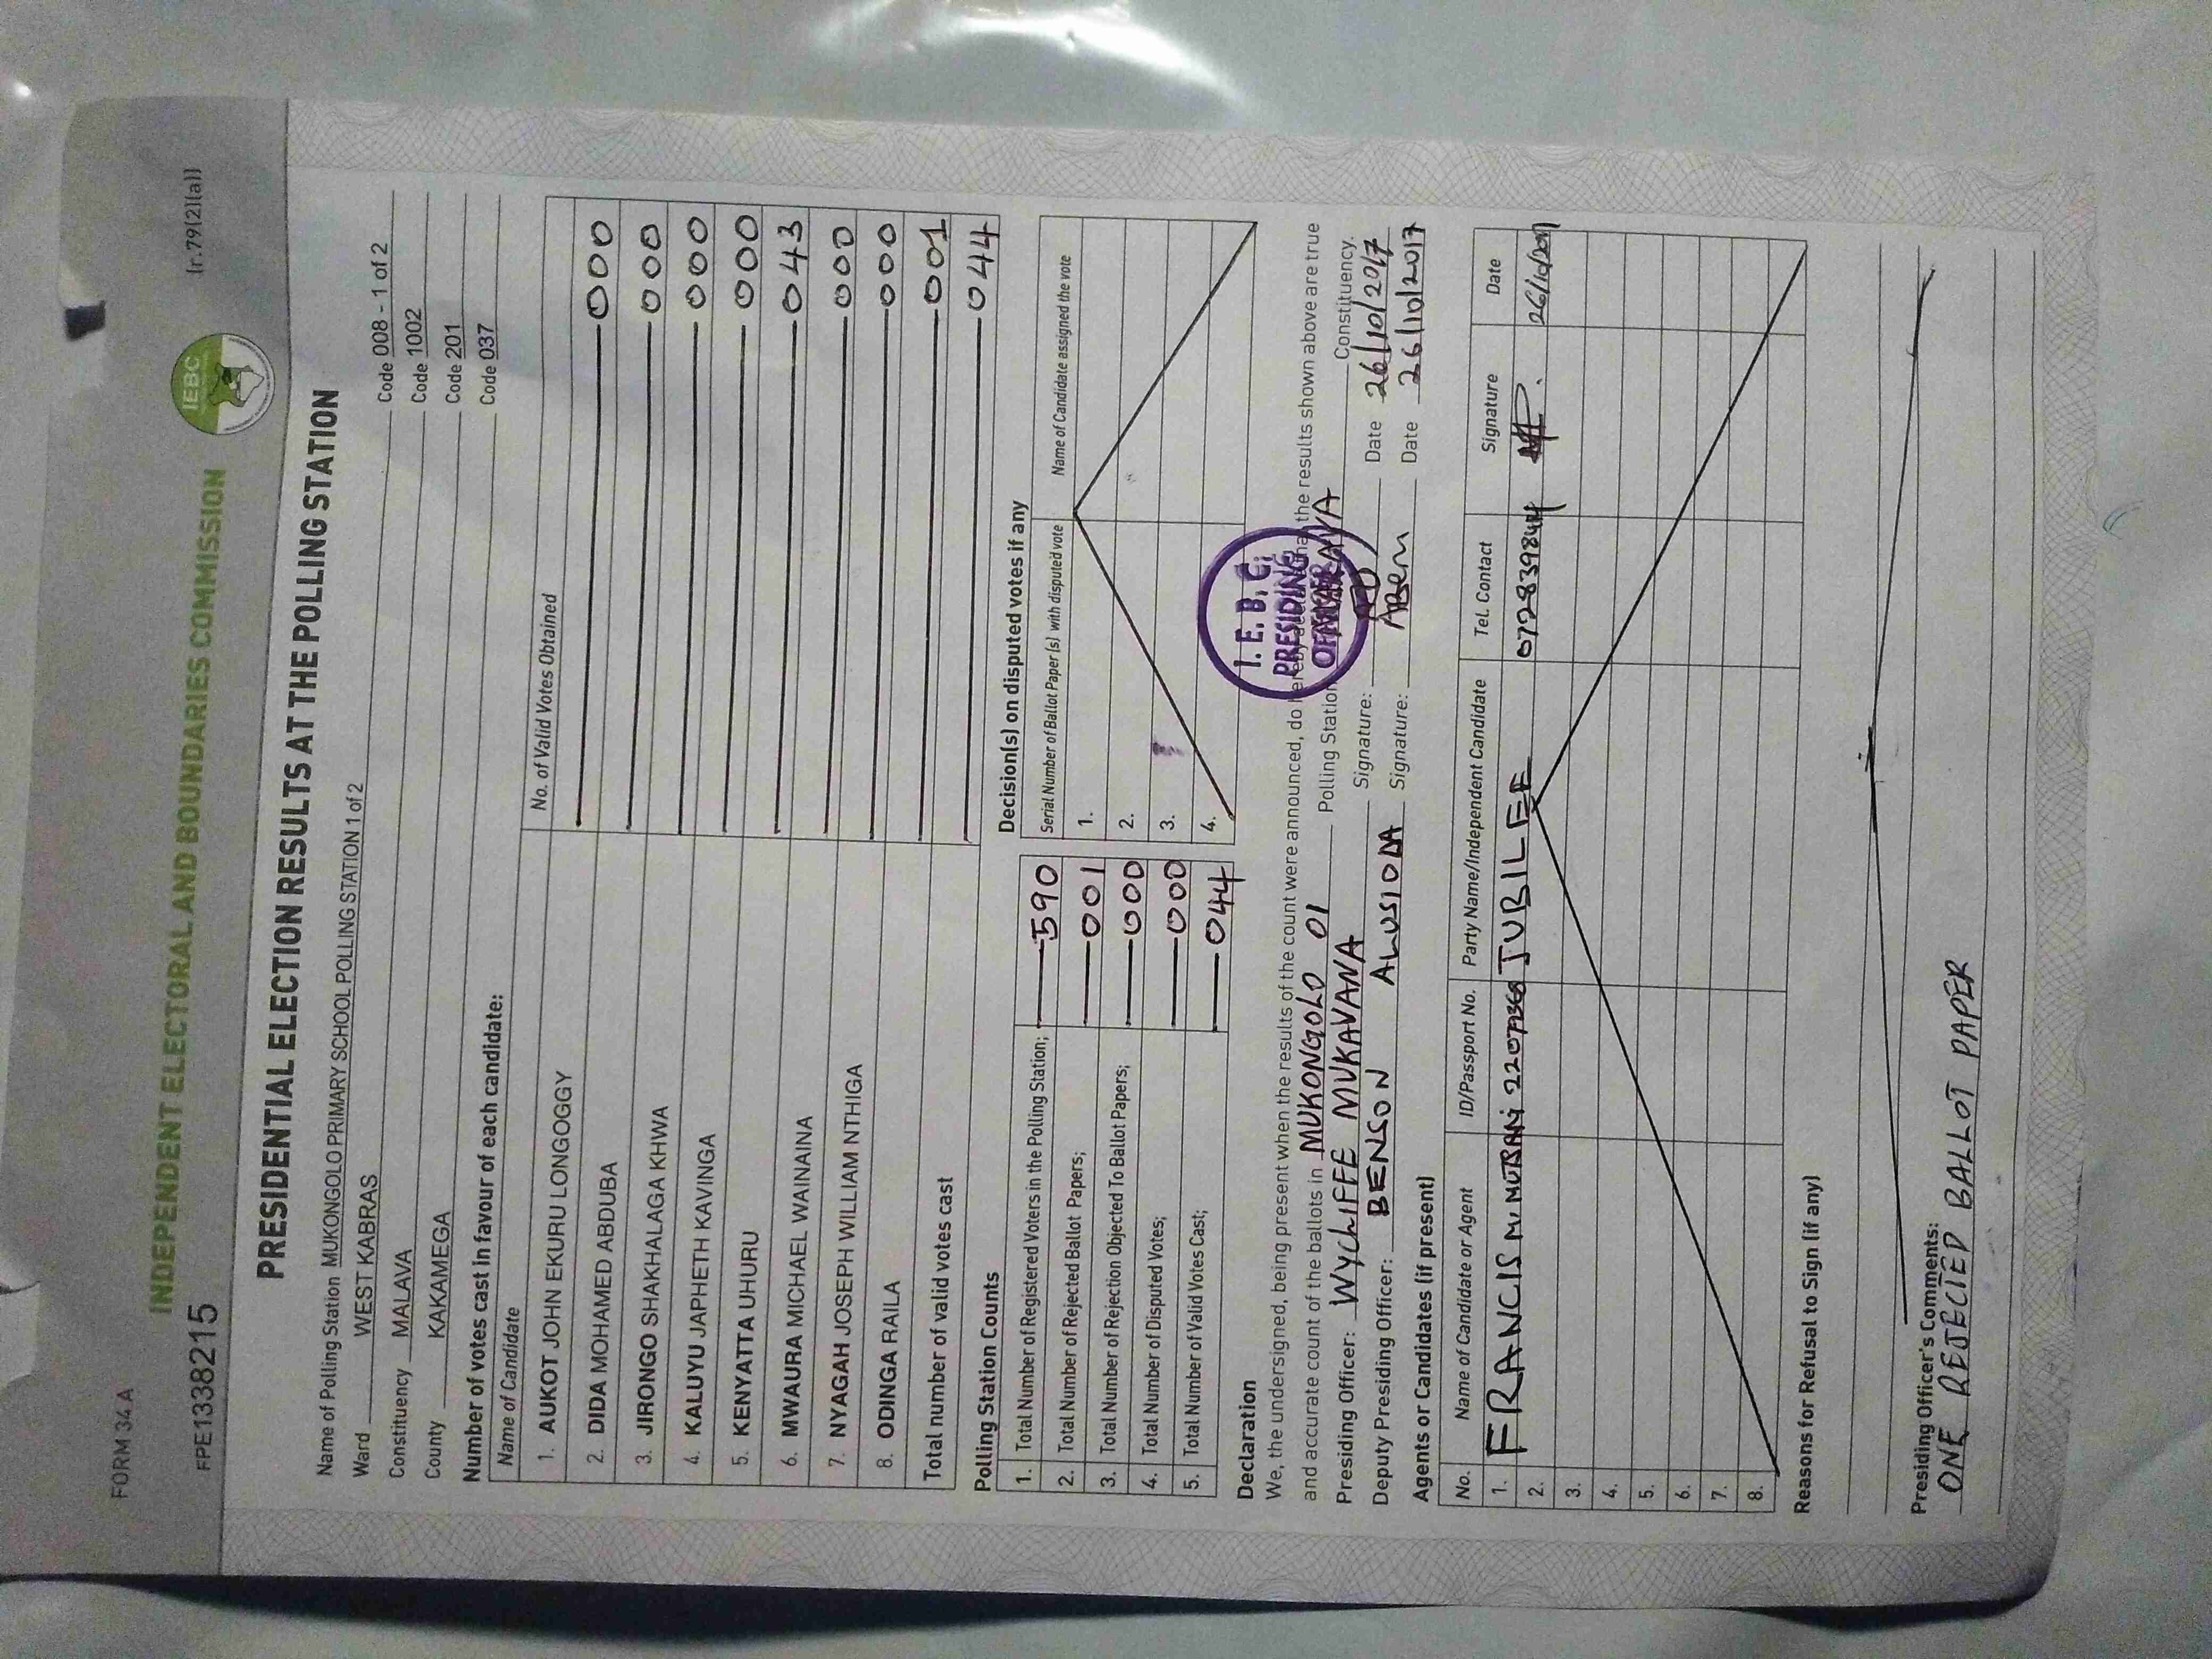 FORM 34A
INDEPENDENT ELECTORAL AND BOUNDARIES COMMISSION
IEBC
FPE1338215
(r.79(2)(a))
PRESIDENTIAL ELECTION RESULTS AT THE POLLING STATION
Name of Polling Station MUKONGOLO PRIMARY SCHOOL POLLING STATION 1 of 2 Code 008 - 1 of 2
Ward WEST KABRAS Code 1002
Constituency MALAVA Code 201
County KAKAMEGA Code 037
Number of votes cast in favour of each candidate:
Name of Candidate No. of Valid Votes Obtained
1. AUKOT JOHN EKURU LONGOGGY 000
2. DIDA MOHAMED ABDUBA 000
3. JIRONGO SHAKHALAGA KHWA 000
4. KALUYU JAPHETH KAVINGA 000
5. KENYATTA UHURU 043
6. MWAURA MICHAEL WAINAINA 000
7. NYAGAH JOSEPH WILLIAM NTHIGA 000
8. ODINGA RAILA 001
Total number of valid votes cast 044
Polling Station Counts
1. Total Number of Registered Voters in the Polling Station; 590
2. Total Number of Rejected Ballot Papers; 001
3. Total Number of Rejection Objected To Ballot Papers; 000
4. Total Number of Disputed Votes; 000
5. Total Number of Valid Votes Cast; 044
Decision(s) on disputed votes if any
Serial Number of Ballot Paper (s) with disputed vote Name of Candidate assigned the vote
1.
2.
3.
4.
Declaration
We, the undersigned, being present when the results of the count were announced, do hereby the results shown above are true
and accurate count of the ballots in MUKONGOLO 01 Polling Station Constituency.
I.E.B.C.
PRESIDING
OFFICER
Presiding Officer: WYCLIFFE MUKAVANA Signature: Date 26/10/2017
Deputy Presiding Officer: BENSON ALUSIOLA Signature: Date 26/10/2017
Agents or Candidates (if present)
No. Name of Candidate or Agent ID/Passport No. Party Name/Independent Candidate Tel. Contact Signature Date
1. FRANCIS M. JUBILEE 26/10/2017
2.
3.
4.
5.
6.
7.
8.
Reasons for Refusal to Sign (if any)
Presiding Officer's Comments:
ONE REJECTED BALLOT PAPER